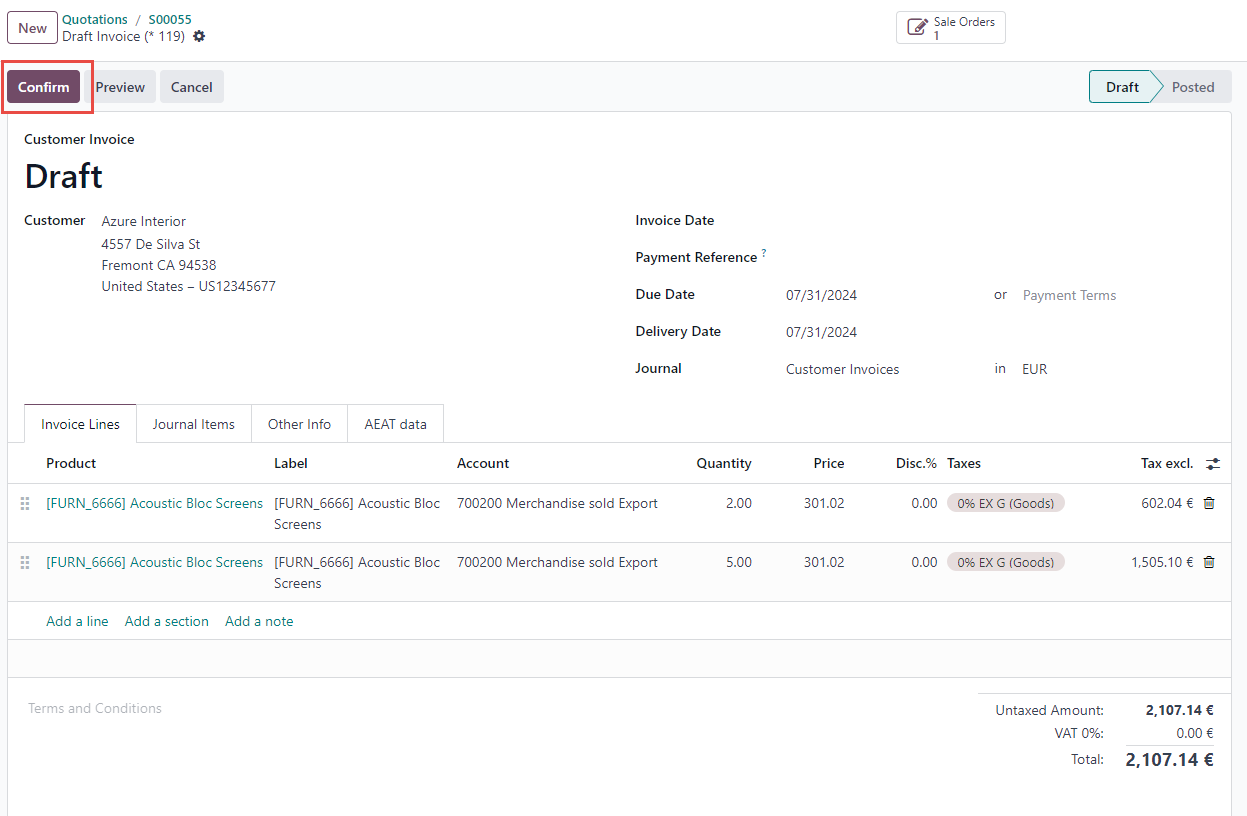 New
Quotations / S00055
Draft Invoice (* 119)
Sale Orders
1
Confirm
Preview
Cancel
Draft
Posted
Customer Invoice
Draft
Customer
Azure Interior
4557 De Silva St
Fremont CA 94538
United States – US12345677
Invoice Date
Payment Reference ?
Due Date 07/31/2024 or Payment Terms
Delivery Date 07/31/2024
Journal Customer Invoices in EUR
Invoice Lines Journal Items Other Info AEAT data
Product Label Account Quantity Price Disc.% Taxes Tax excl.
[FURN_6666] Acoustic Bloc Screens [FURN_6666] Acoustic Bloc 700200 Merchandise sold Export 2.00 301.02 0.00 0% EX G (Goods) 602.04 €
Screens
[FURN_6666] Acoustic Bloc Screens [FURN_6666] Acoustic Bloc 700200 Merchandise sold Export 5.00 301.02 0.00 0% EX G (Goods) 1,505.10 €
Screens
Add a line Add a section Add a note
Terms and Conditions
Untaxed Amount: 2,107.14 €
VAT 0%: 0.00 €
Total: 2,107.14 €